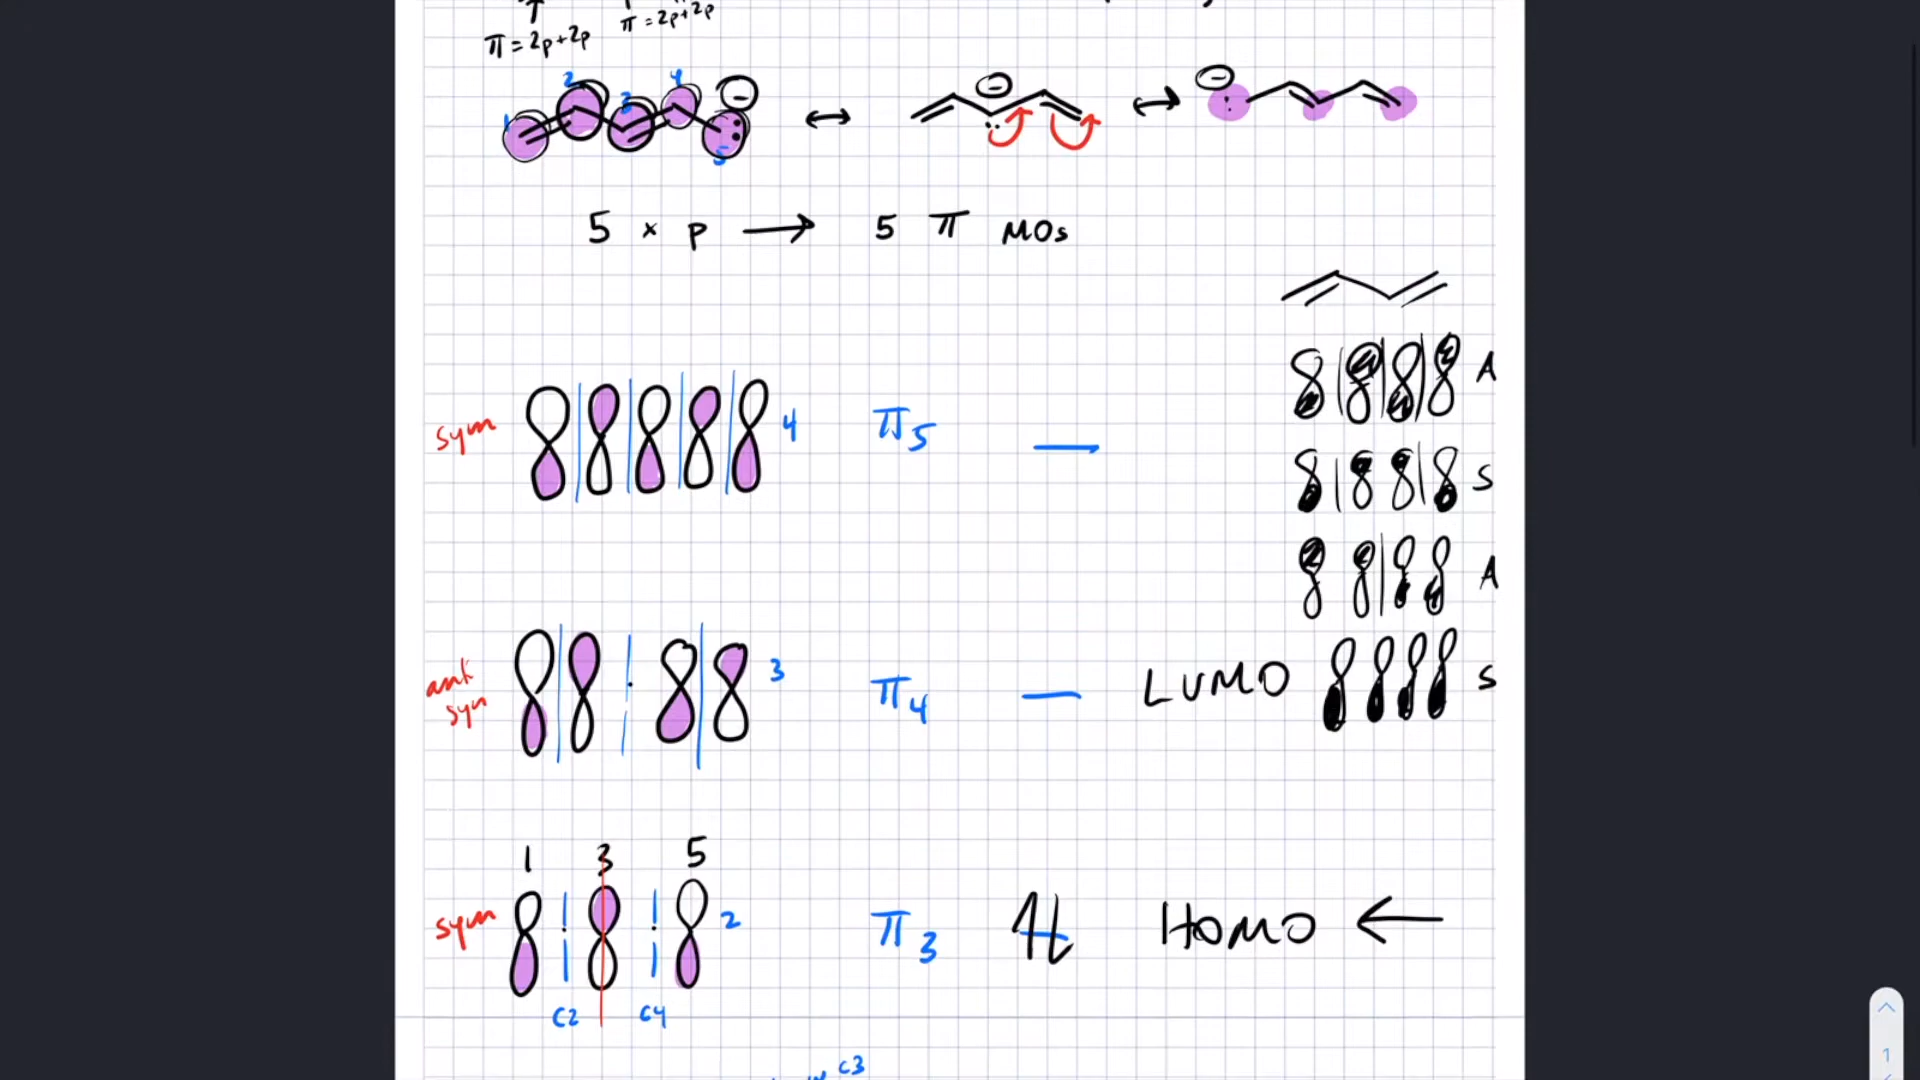 π = 2p+2p
π = 2p+2p
1 2 3 4 5
5 × p → 5 π MOs
A
sym 4 π5
S
A
anti
syn 3 π4 LUMO S
1 3 5
sym 2 π3 HOMO ←
C2 C4
C3